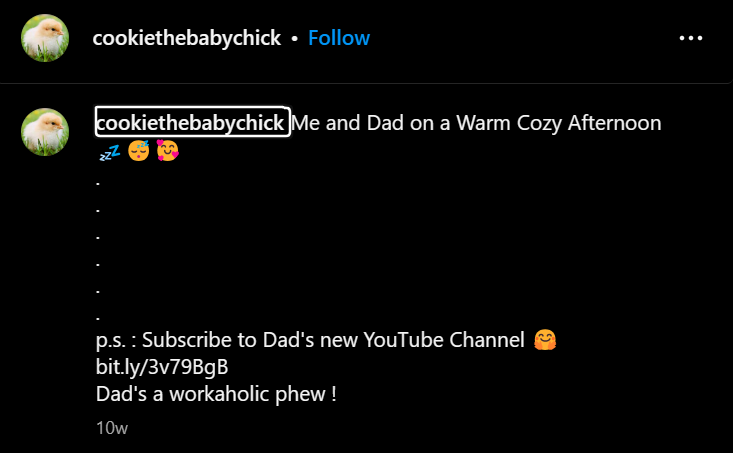 cookiethebabychick • Follow
cookiethebabychick Me and Dad on a Warm Cozy Afternoon
💤 😴 🥰
.
.
.
.
.
.
p.s. : Subscribe to Dad's new YouTube Channel 🤗
bit.ly/3v79BgB
Dad's a workaholic phew !
10w